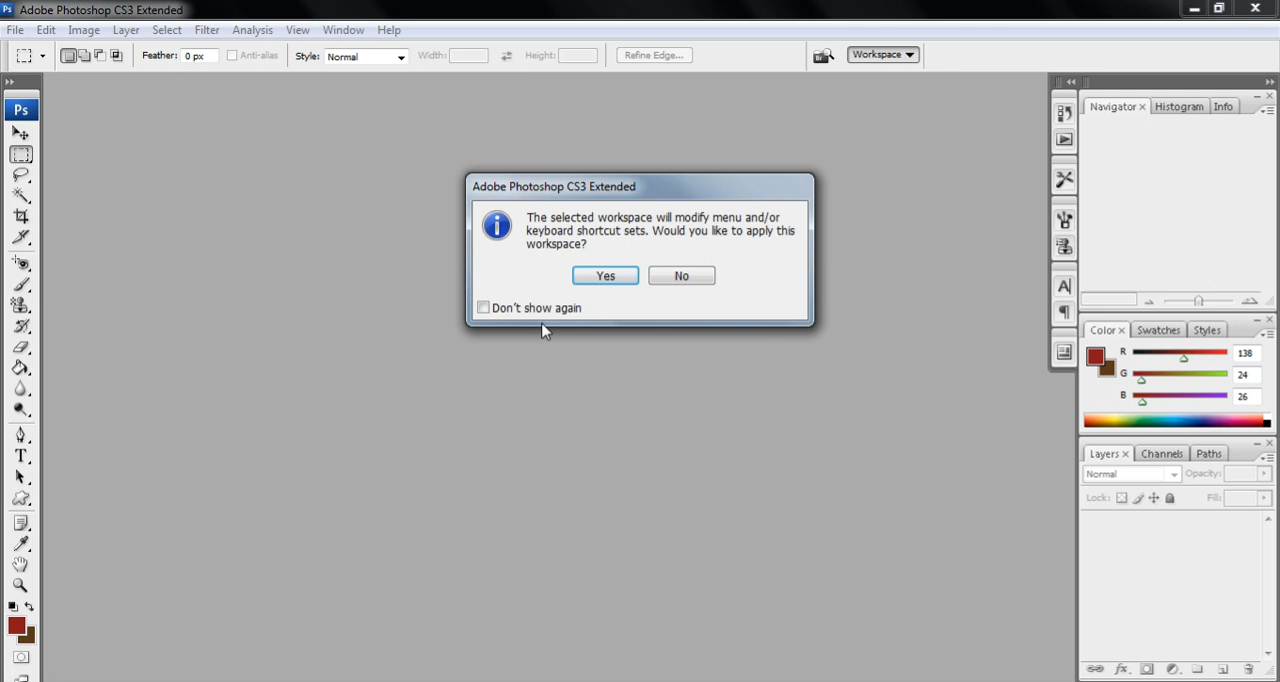 Ps Adobe Photoshop CS3 Extended
File Edit Image Layer Select Filter Analysis View Window Help
Feather: 0 px Anti-alias Style: Normal Width: Height: Refine Edge... Br Workspace
Ps
Navigator × Histogram Info
Adobe Photoshop CS3 Extended
The selected workspace will modify menu and/or
keyboard shortcut sets. Would you like to apply this
workspace?
Yes No
Don't show again
Color × Swatches Styles
R 138
G 24
B 26
Layers × Channels Paths
Normal Opacity:
Lock: Fill: